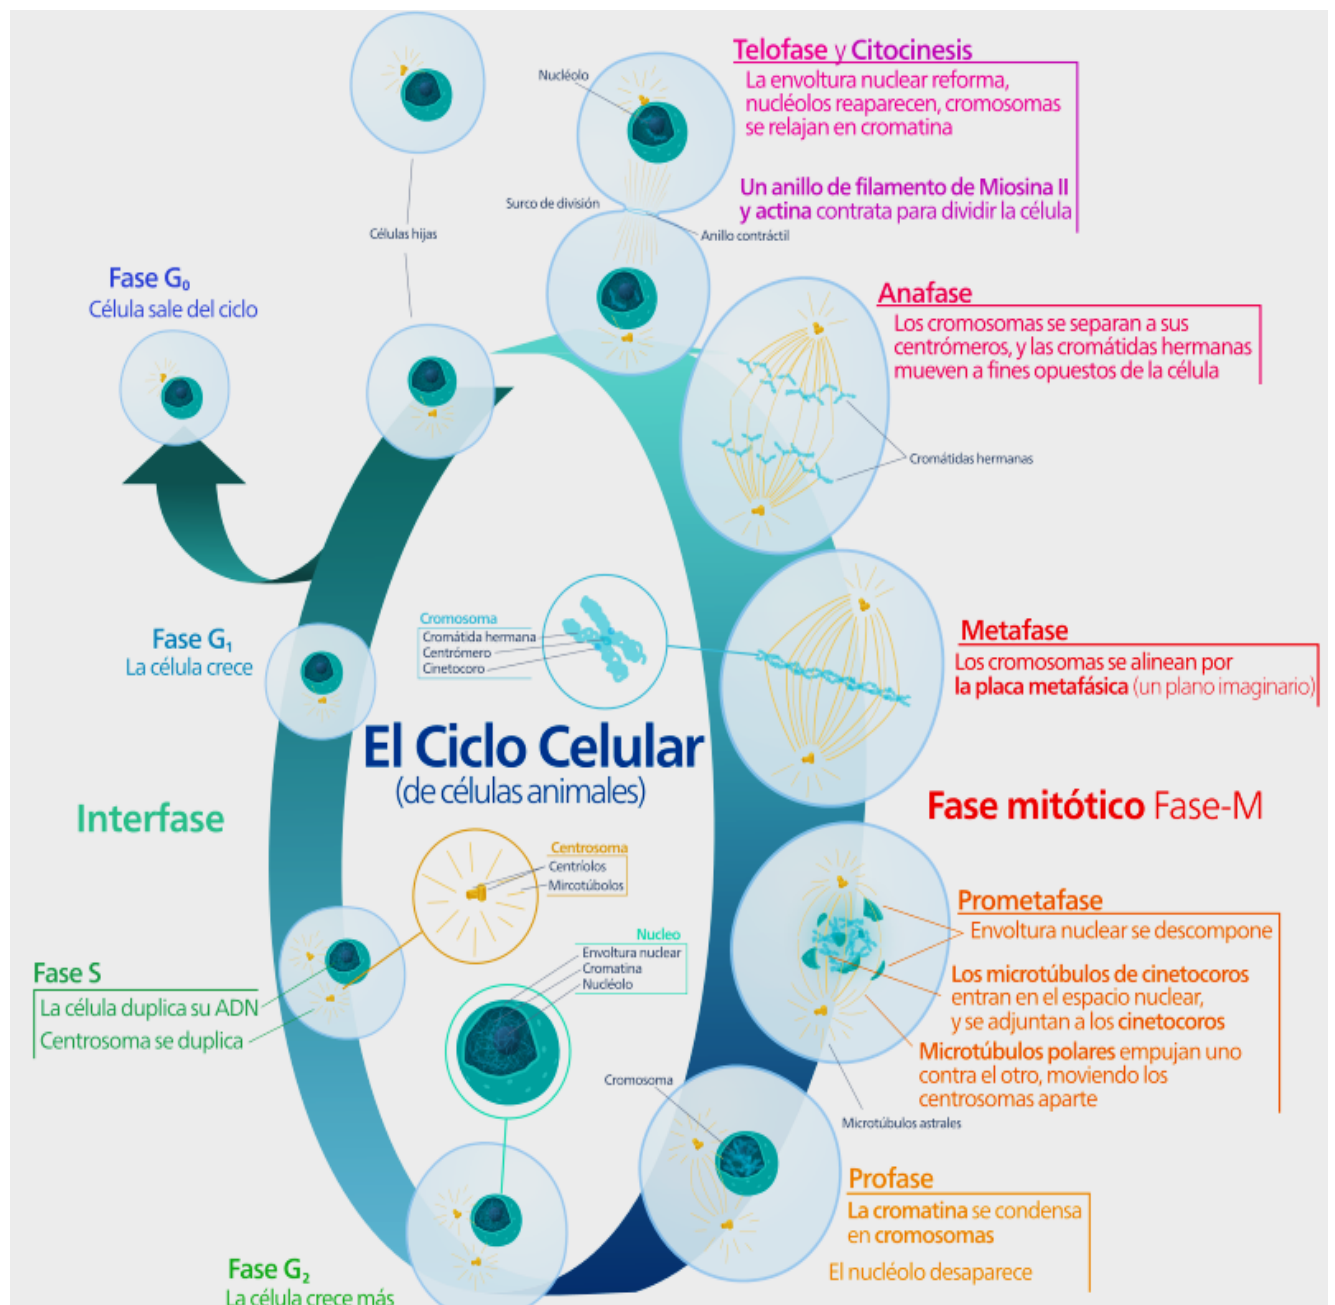 Telofase y Citocinesis
La envoltura nuclear reforma,
nucléolos reaparecen, cromosomas
se relajan en cromatina
Un anillo de filamento de Miosina II
y actina contrata para dividir la célula
Nucléolo
Surco de división
Anillo contráctil
Células hijas
Fase G₀
Célula sale del ciclo
Anafase
Los cromosomas se separan a sus
centrómeros, y las cromátidas hermanas
mueven a fines opuestos de la célula
Cromátidas hermanas
Cromosoma
Cromátida hermana
Centrómero
Cinetocoro
Fase G₁
La célula crece
Metafase
Los cromosomas se alinean por
la placa metafásica (un plano imaginario)
El Ciclo Celular
(de células animales)
Interfase
Fase mitótico Fase-M
Centrosoma
Centríolos
Mircotúbolos
Prometafase
Envoltura nuclear se descompone
Los microtúbulos de cinetocoros
entran en el espacio nuclear,
y se adjuntan a los cinetocoros
Microtúbulos polares empujan uno
contra el otro, moviendo los
centrosomas aparte
Microtúbulos astrales
Nucleo
Envoltura nuclear
Cromatina
Nucléolo
Fase S
La célula duplica su ADN
Centrosoma se duplica
Cromosoma
Profase
La cromatina se condensa
en cromosomas
El nucléolo desaparece
Fase G₂
La célula crece más